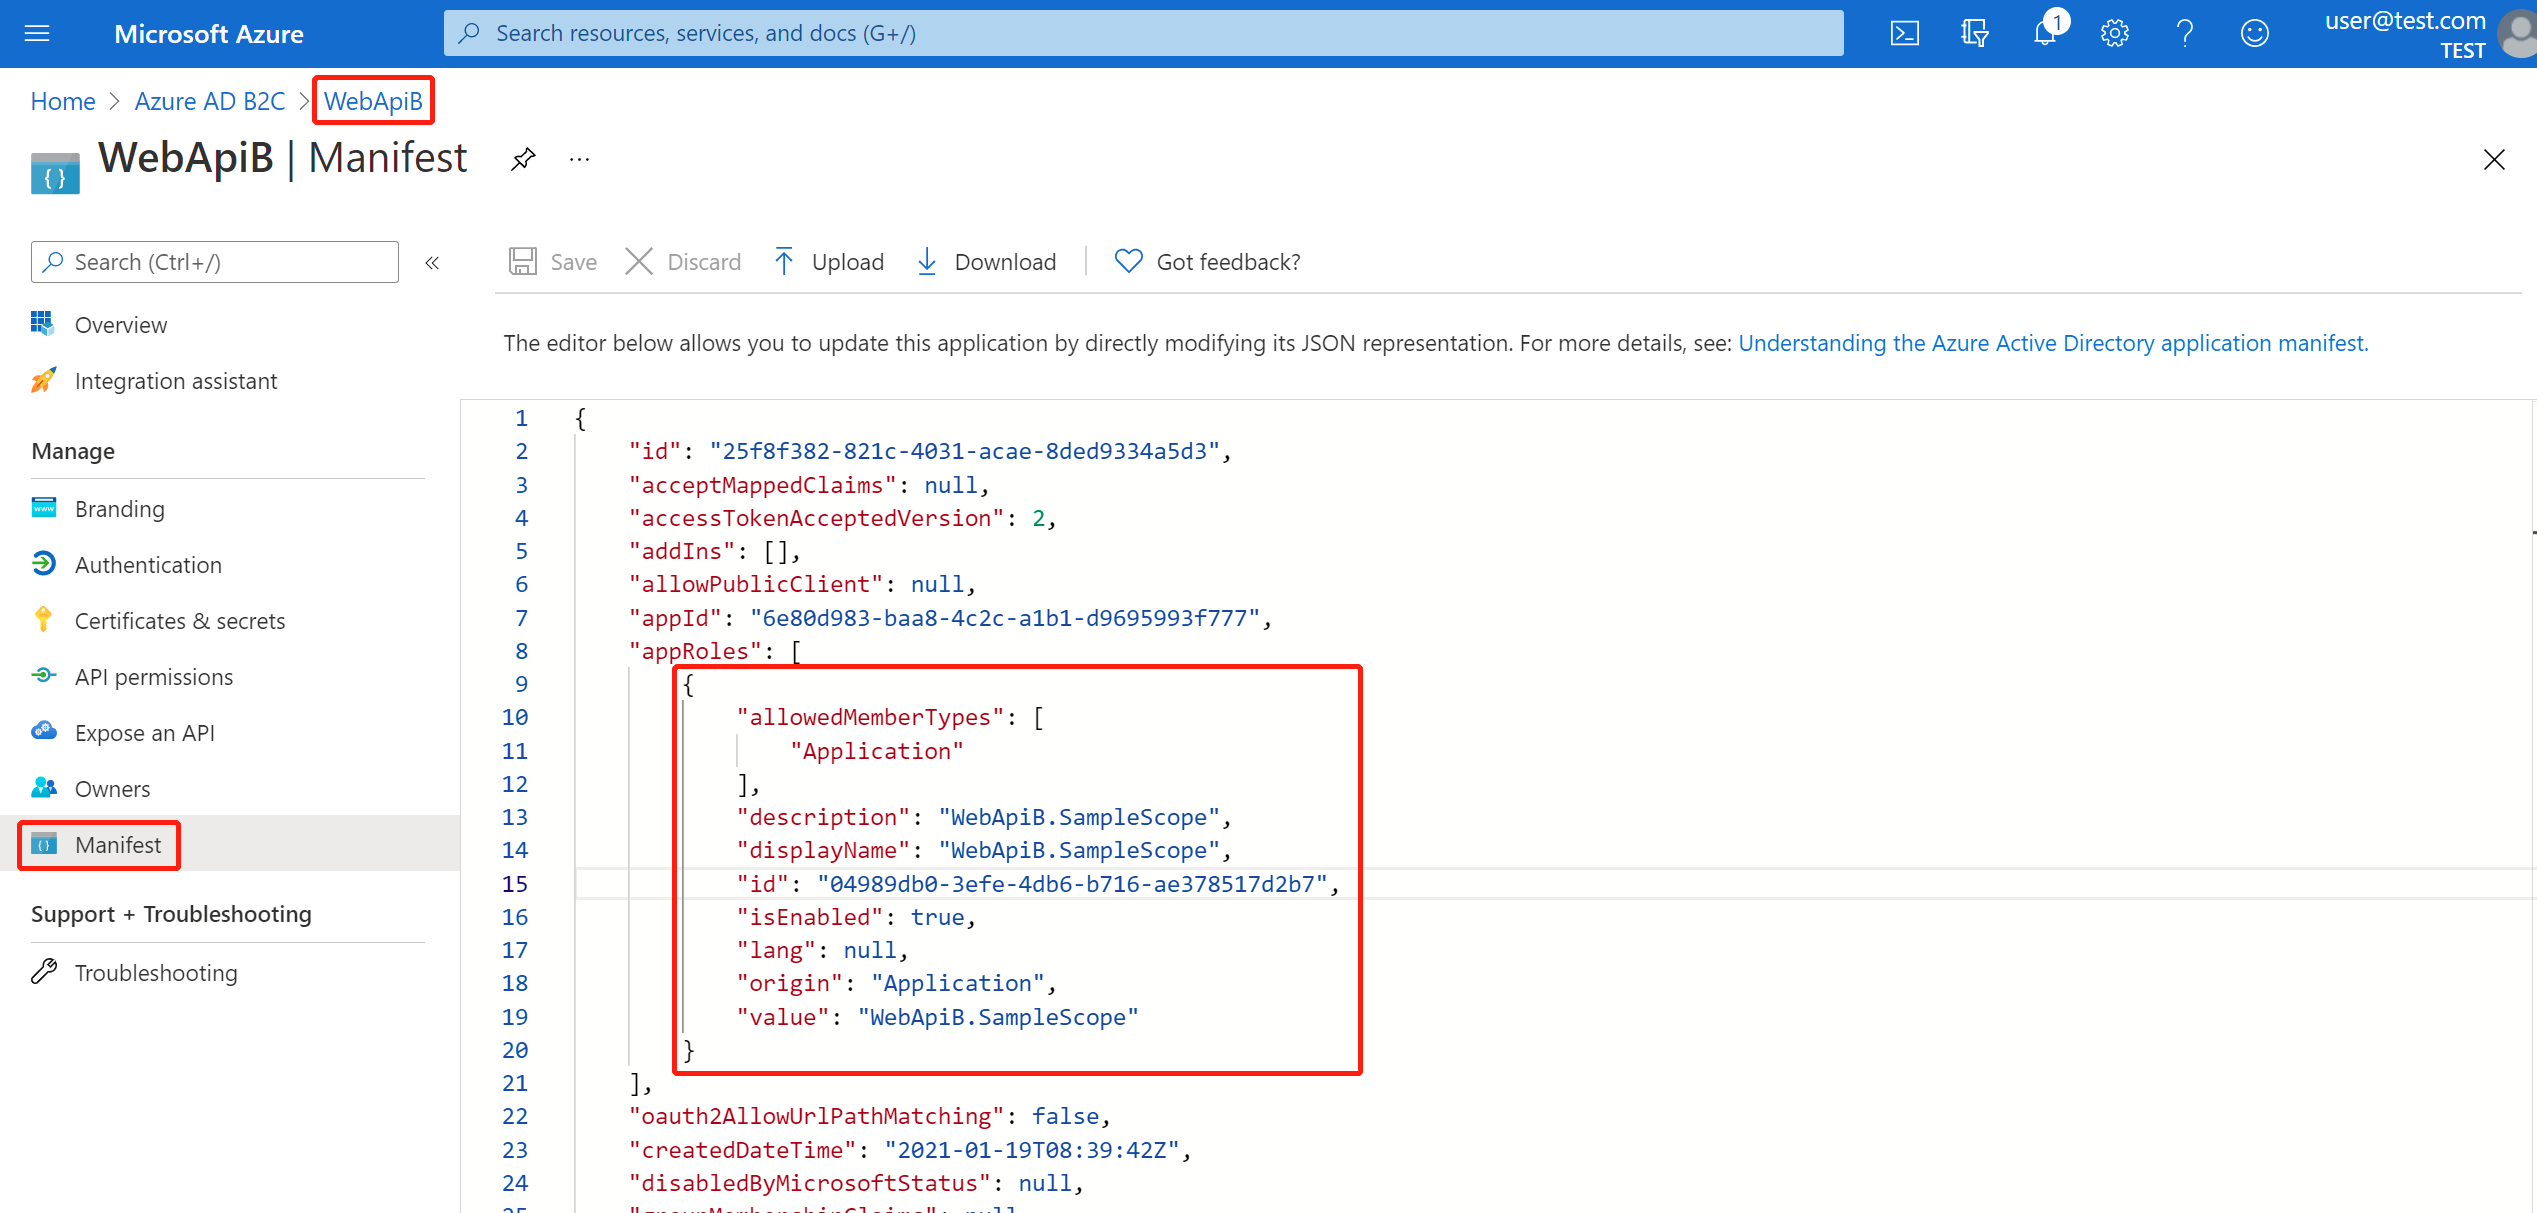 Microsoft Azure
Search resources, services, and docs (G+/)
1
user@test.com
TEST
Home > Azure AD B2C > WebApiB
WebApiB | Manifest
Search (Ctrl+/)
«
Save
Discard
Upload
Download
Got feedback?
Overview
Integration assistant
Manage
Branding
Authentication
Certificates & secrets
API permissions
Expose an API
Owners
Manifest
Support + Troubleshooting
Troubleshooting
The editor below allows you to update this application by directly modifying its JSON representation. For more details, see: Understanding the Azure Active Directory application manifest.
1 {
2 "id": "25f8f382-821c-4031-acae-8ded9334a5d3",
3 "acceptMappedClaims": null,
4 "accessTokenAcceptedVersion": 2,
5 "addIns": [],
6 "allowPublicClient": null,
7 "appId": "6e80d983-baa8-4c2c-a1b1-d9695993f777",
8 "appRoles": [
9 {
10 "allowedMemberTypes": [
11 "Application"
12 ],
13 "description": "WebApiB.SampleScope",
14 "displayName": "WebApiB.SampleScope",
15 "id": "04989db0-3efe-4db6-b716-ae378517d2b7",
16 "isEnabled": true,
17 "lang": null,
18 "origin": "Application",
19 "value": "WebApiB.SampleScope"
20 }
21 ],
22 "oauth2AllowUrlPathMatching": false,
23 "createdDateTime": "2021-01-19T08:39:42Z",
24 "disabledByMicrosoftStatus": null,